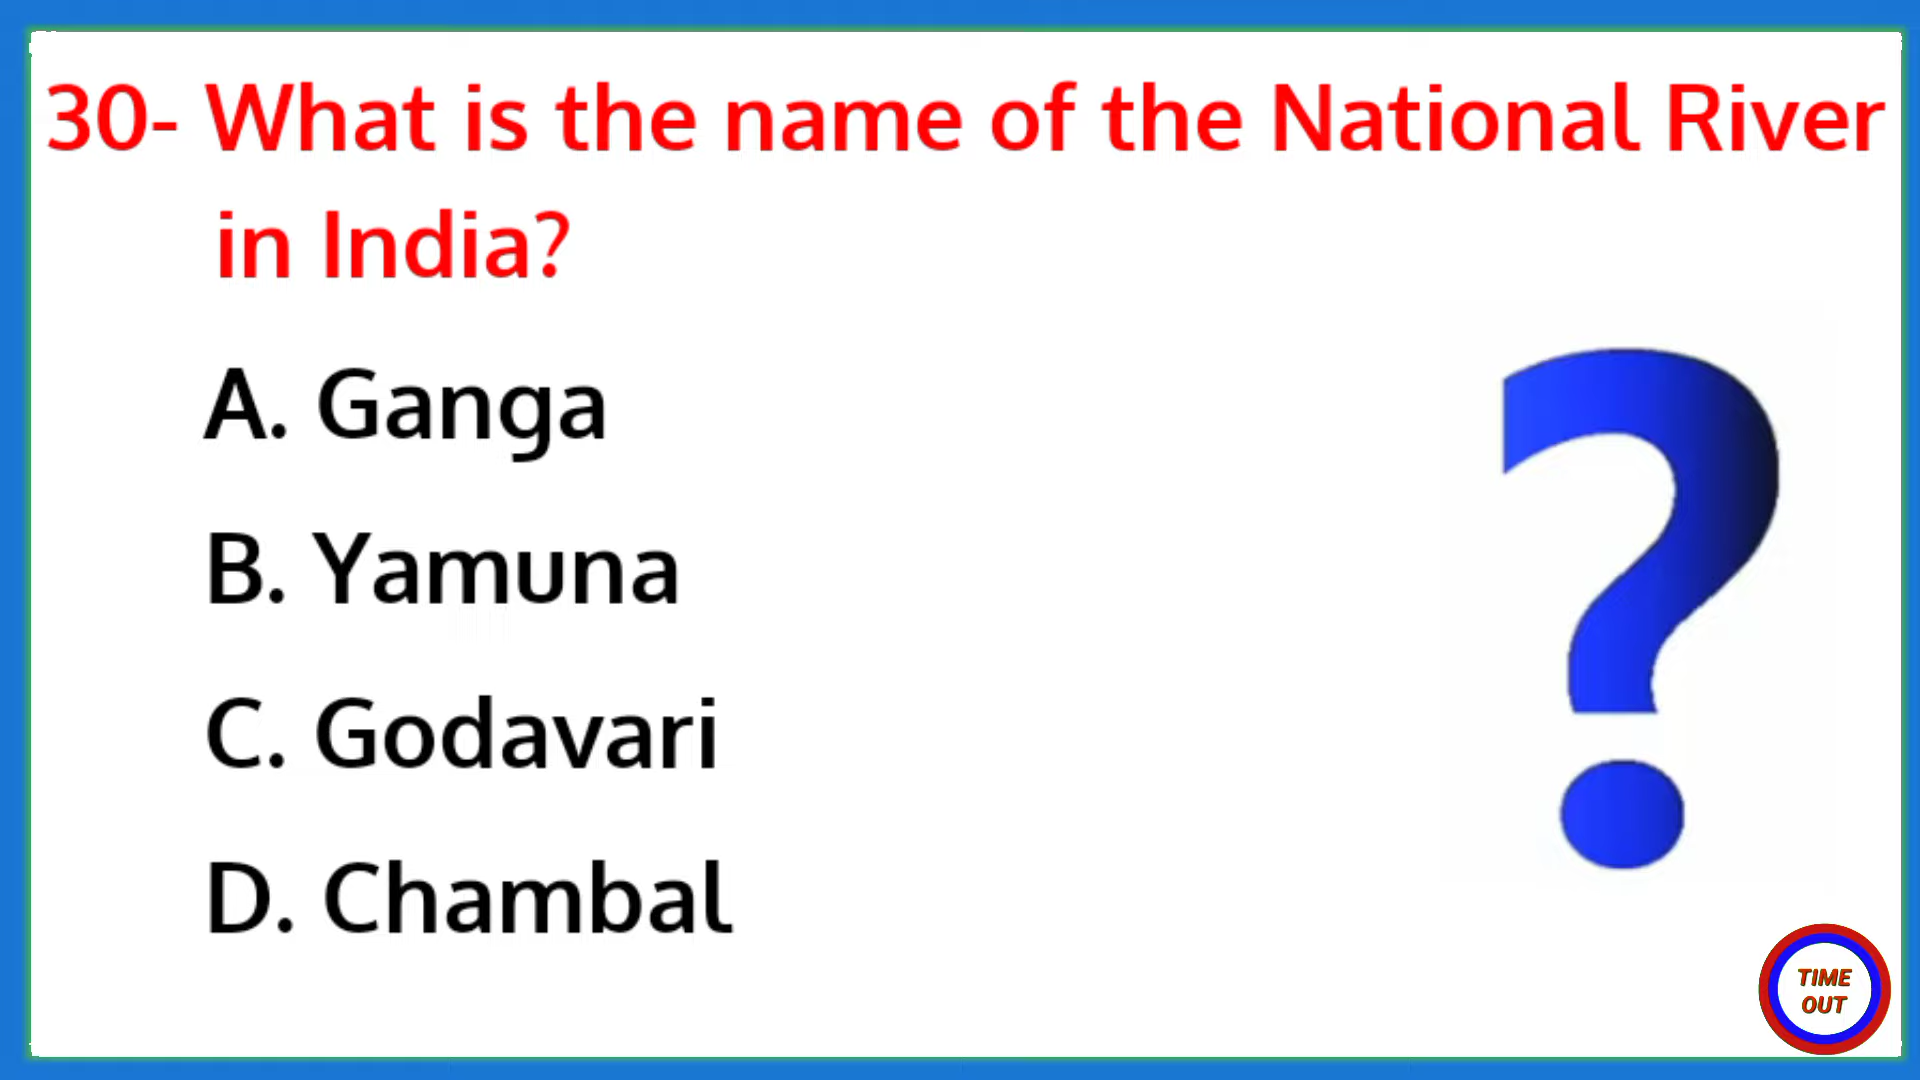 30- What is the name of the National River
in India?
A. Ganga
B. Yamuna
C. Godavari
D. Chambal
?
TIME
OUT